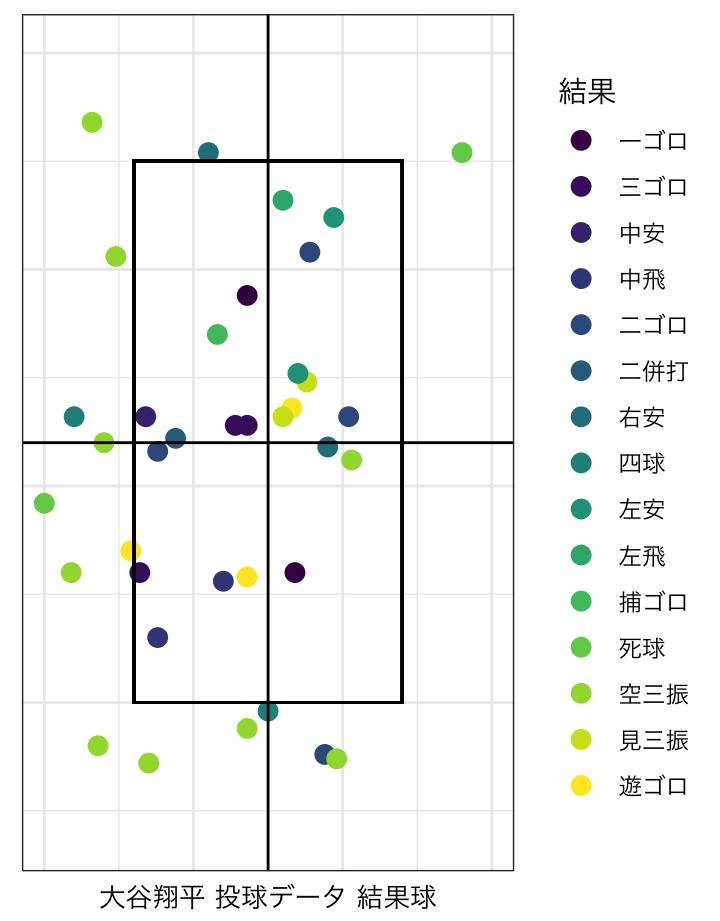 結果
一ゴロ
三ゴロ
中安
中飛
二ゴロ
二併打
右安
四球
左安
左飛
捕ゴロ
死球
空三振
見三振
遊ゴロ
大谷翔平 投球データ 結果球